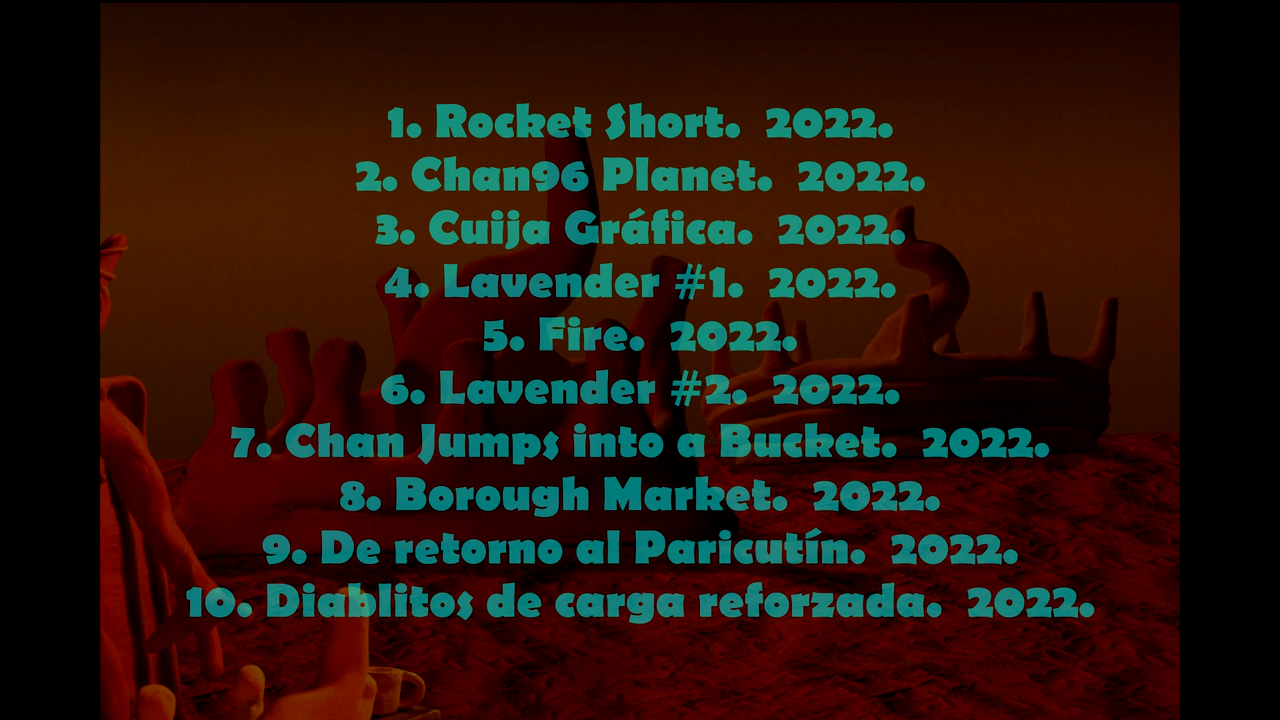 1. Rocket Short.  2022.
2. Chan96 Planet.  2022.
3. Cuija Gráfica.  2022.
4. Lavender #1.  2022.
5. Fire.  2022.
6. Lavender #2.  2022.
7. Chan Jumps into a Bucket.  2022.
8. Borough Market.  2022.
9. De retorno al Paricutín.  2022.
10. Diablitos de carga reforzada.  2022.